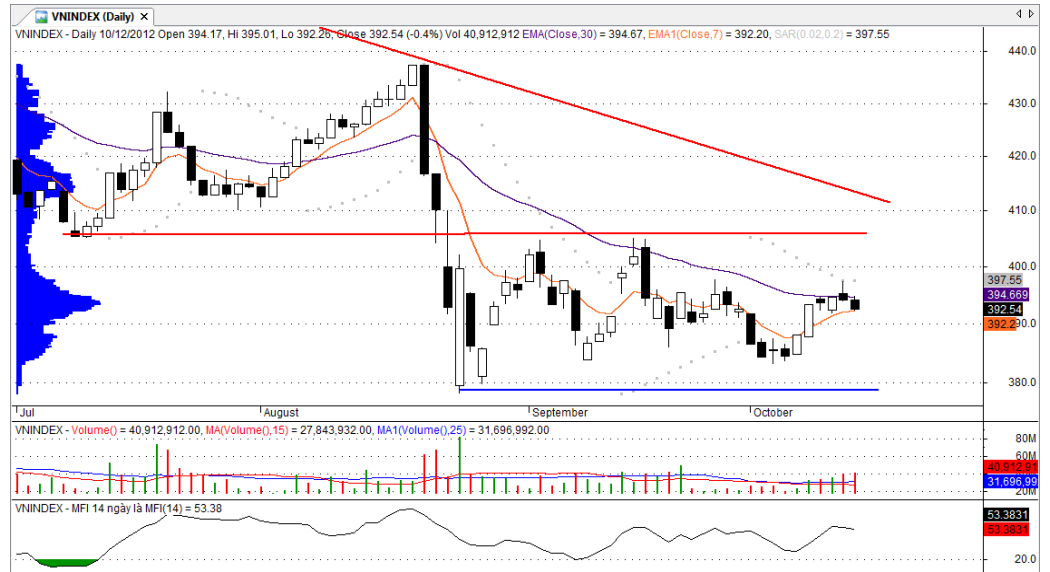 VNINDEX (Daily)
VNINDEX - Daily 10/12/2012 Open 394.17, Hi 395.01, Lo 392.26, Close 392.54 (-0.4%) Vol 40,912,912 EMA(Close,30) = 394.67, EMA1(Close,7) = 392.20, SAR(0.02,0.2) = 397.55
440.0
430.0
420.0
410.0
400.0
397.55
394.669
392.54
392.2
390.0
380.0
Jul August September October
VNINDEX - Volume() = 40,912,912.00, MA(Volume(),15) = 27,843,932.00, MA1(Volume(),25) = 31,696,992.00
80M
60M
40,912,91
31,696,99
20M
VNINDEX - MFI 14 ngày là MFI(14) = 53.38
53.3831
53.3831
20.0